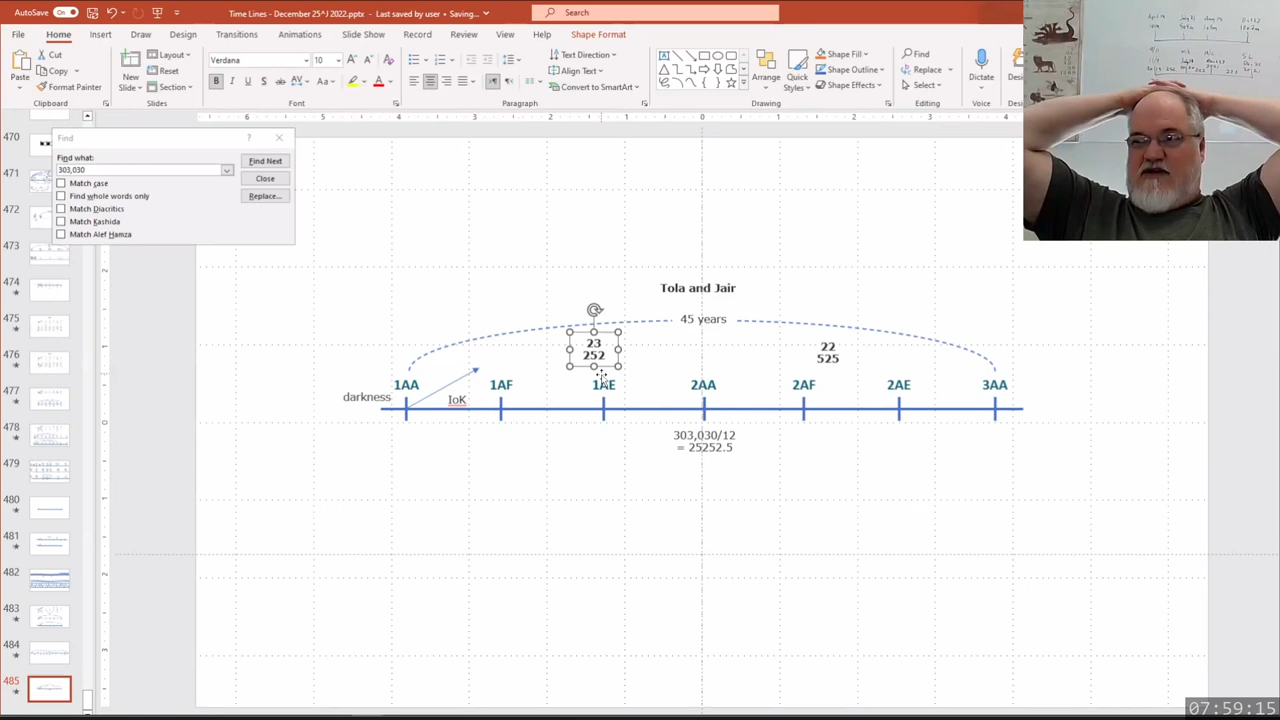 AutoSave On Time Lines - December 25^J 2022.pptx - Last saved by user • Saving... Search
File Home Insert Draw Design Transitions Animations Slide Show Record Review View Help Shape Format
Paste
Cut
Copy
Format Painter
Clipboard
New
Slide
Layout
Reset
Section
Slides
Verdana 10
Font
Text Direction
Align Text
Convert to SmartArt
Paragraph
Arrange
Quick
Styles
Shape Fill
Shape Outline
Shape Effects
Drawing
Find
Replace
Select
Editing
Dictate
Voice
Find
Find what:
303,030
Find Next
Close
Replace...
Match case
Find whole words only
Match Diacritics
Match Kashida
Match Alef Hamza
470
471
472
473
474
475
476
477
478
479
480
481
482
483
484
485
Tola and Jair
45 years
23
252
22
525
1AA 1AF 1AE 2AA 2AF 2AE 3AA
darkness
IoK
303,030/12
= 25252.5
07:59:15